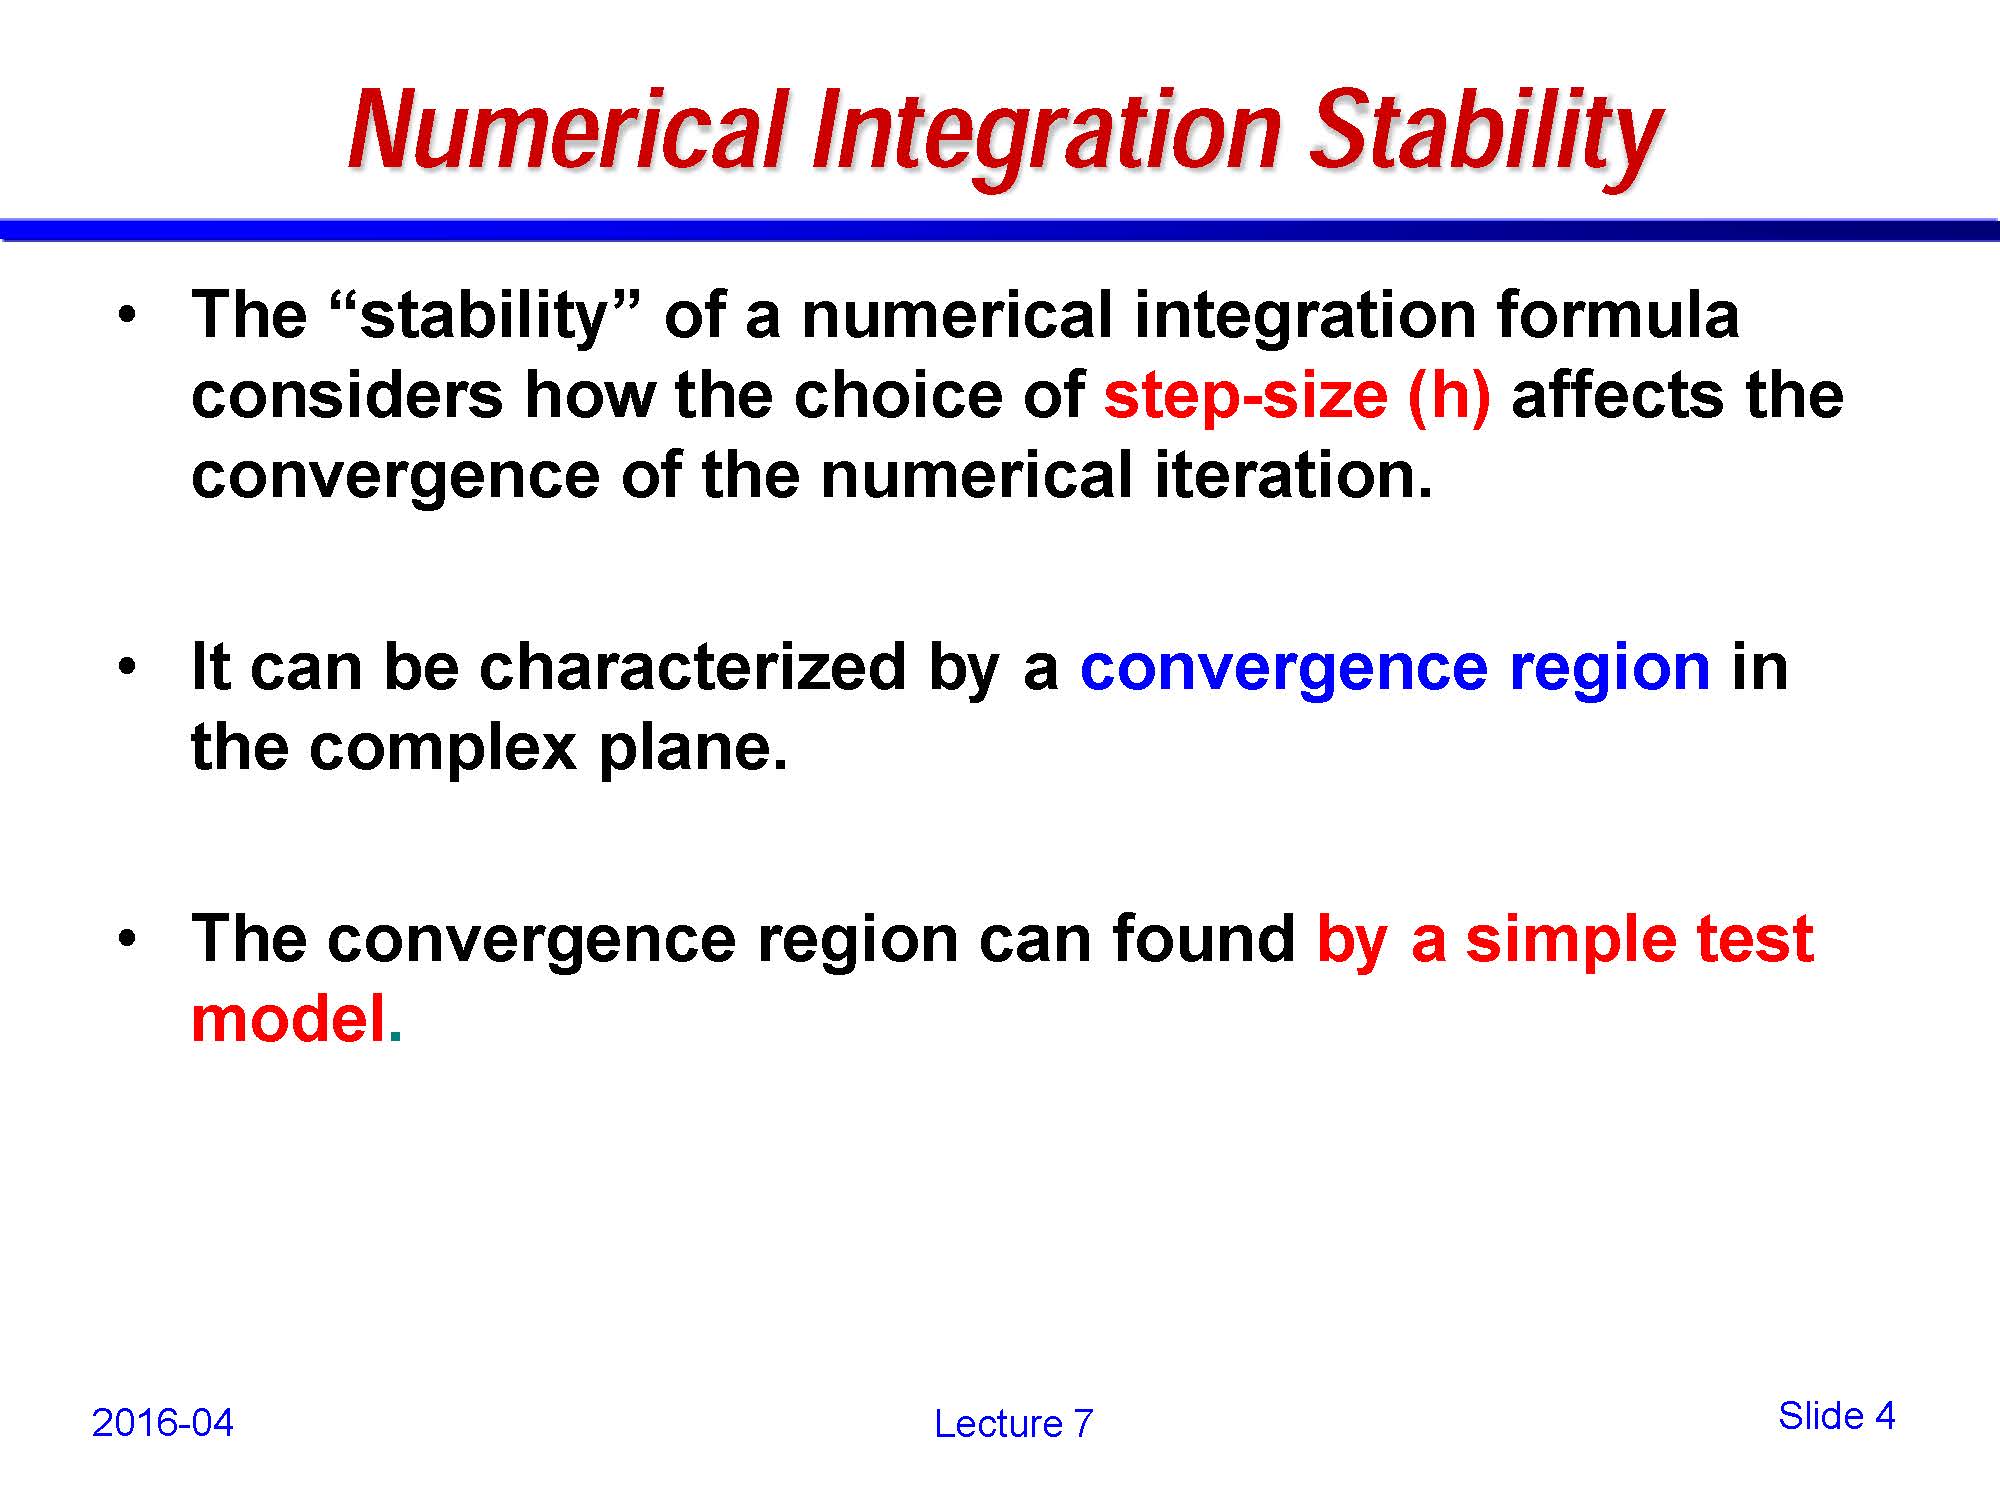 Numerical Integration Stability
• The “stability” of a numerical integration formula
considers how the choice of step-size (h) affects the
convergence of the numerical iteration.
• It can be characterized by a convergence region in
the complex plane.
• The convergence region can found by a simple test
model.
2016-04
Lecture 7
Slide 4